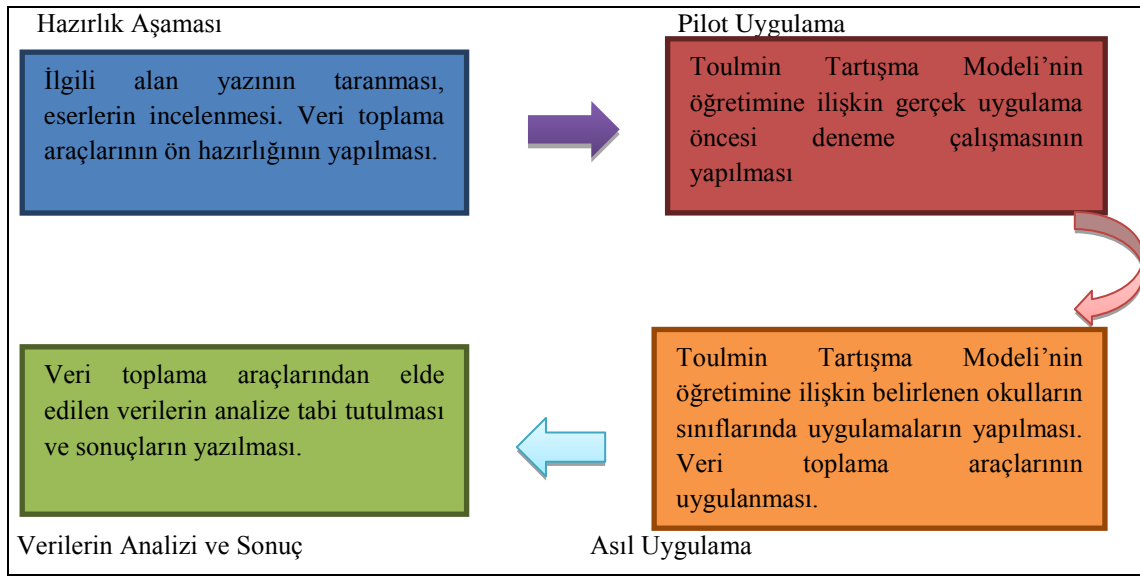 Hazırlık Aşaması
İlgili alan yazının taranması,
eserlerin incelenmesi. Veri toplama
araçlarının ön hazırlığının yapılması.
Pilot Uygulama
Toulmin Tartışma Modeli’nin
öğretimine ilişkin gerçek uygulama
öncesi deneme çalışmasının
yapılması
Toulmin Tartışma Modeli’nin
öğretimine ilişkin belirlenen okulların
sınıflarında uygulamaların yapılması.
Veri toplama araçlarının
uygulanması.
Asıl Uygulama
Veri toplama araçlarından elde
edilen verilerin analize tabi tutulması
ve sonuçların yazılması.
Verilerin Analizi ve Sonuç